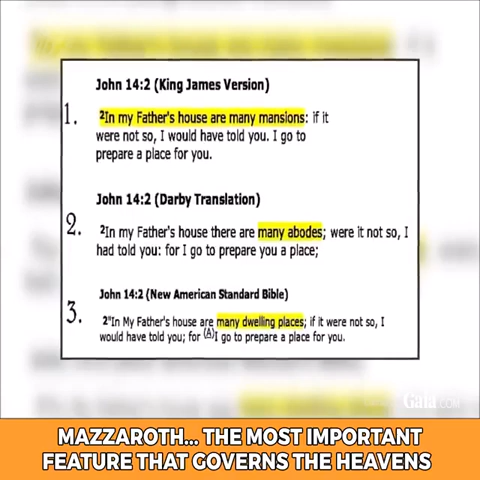 John 14:2 (King James Version)
1. ²In my Father's house are many mansions: if it
were not so, I would have told you. I go to
prepare a place for you.
John 14:2 (Darby Translation)
2. ²In my Father's house there are many abodes; were it not so, I
had told you: for I go to prepare you a place;
John 14:2 (New American Standard Bible)
3. ²"In My Father's house are many dwelling places; if it were not so, I
would have told you; for (A)I go to prepare a place for you.
Gaia.COM
MAZZAROTH... THE MOST IMPORTANT
FEATURE THAT GOVERNS THE HEAVENS